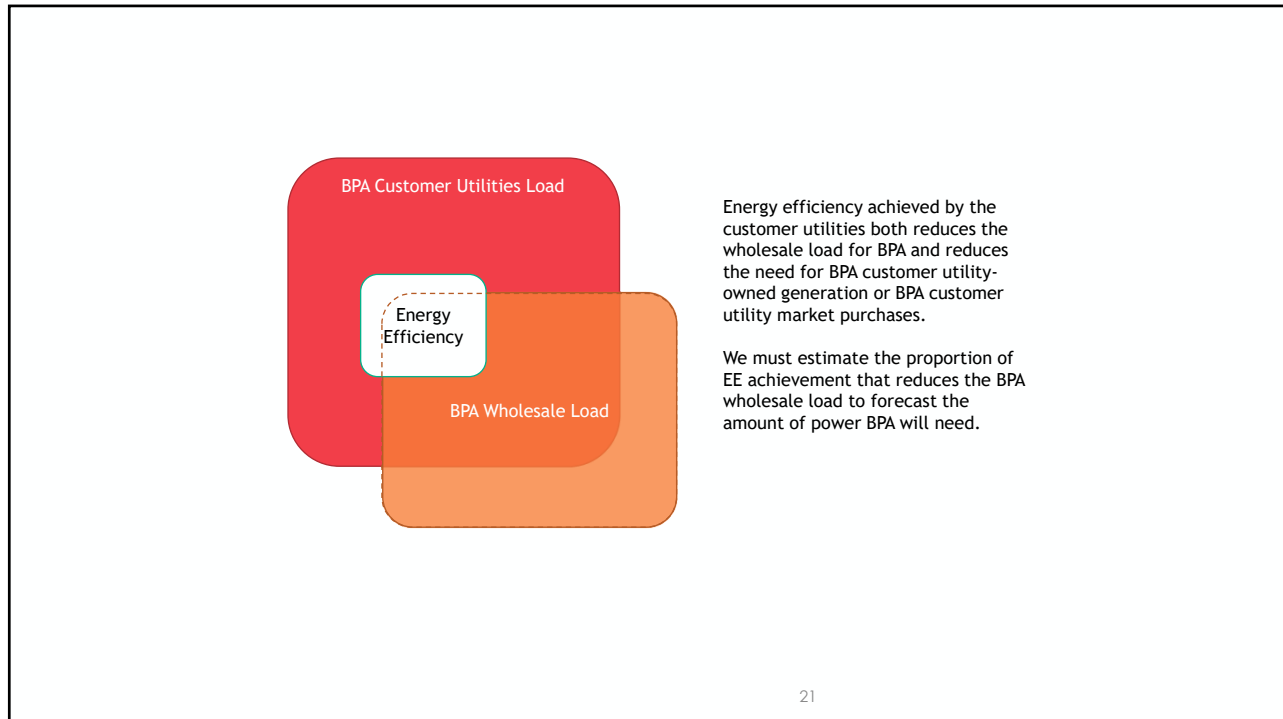 BPA Customer Utilities Load
Energy
Efficiency
BPA Wholesale Load
Energy efficiency achieved by the
customer utilities both reduces the
wholesale load for BPA and reduces
the need for BPA customer utility-
owned generation or BPA customer
utility market purchases.
We must estimate the proportion of
EE achievement that reduces the BPA
wholesale load to forecast the
amount of power BPA will need.
21